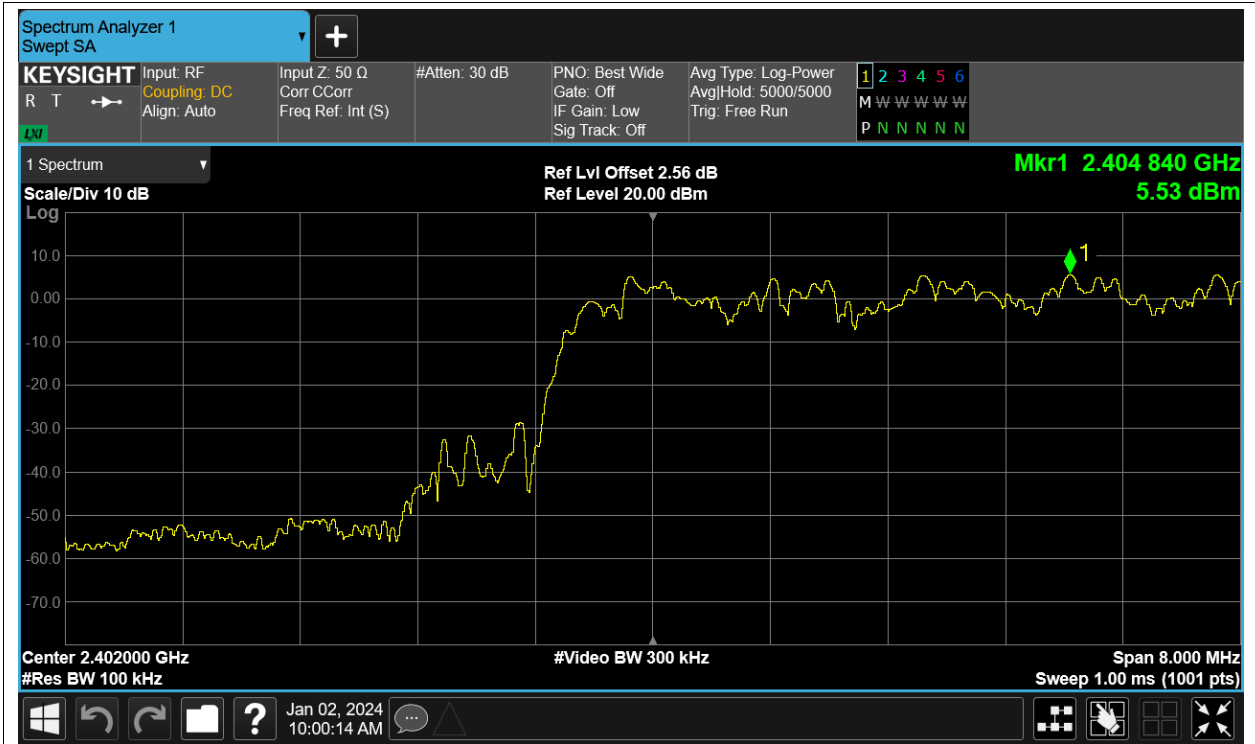 Spectrum Analyzer 1
Swept SA
KEYSIGHT
R T
LXI
Input: RF
Coupling: DC
Align: Auto
Input Z: 50 Ω
Corr CCorr
Freq Ref: Int (S)
#Atten: 30 dB
PNO: Best Wide
Gate: Off
IF Gain: Low
Sig Track: Off
Avg Type: Log-Power
Avg|Hold: 5000/5000
Trig: Free Run
1 2 3 4 5 6
M W W W W W
P N N N N N
1 Spectrum
Scale/Div 10 dB
Log
Ref Lvl Offset 2.56 dB
Ref Level 20.00 dBm
Mkr1 2.404 840 GHz
5.53 dBm
1
10.0
0.00
-10.0
-20.0
-30.0
-40.0
-50.0
-60.0
-70.0
Center 2.402000 GHz
#Res BW 100 kHz
#Video BW 300 kHz
Span 8.000 MHz
Sweep 1.00 ms (1001 pts)
?
Jan 02, 2024
10:00:14 AM